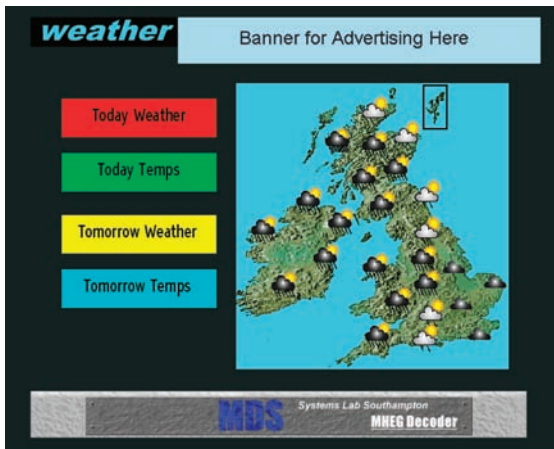 weather
Banner for Advertising Here
Today Weather
Today Temps
Tomorrow Weather
Tomorrow Temps
MDS
Systems Lab Southampton
MHEG Decoder